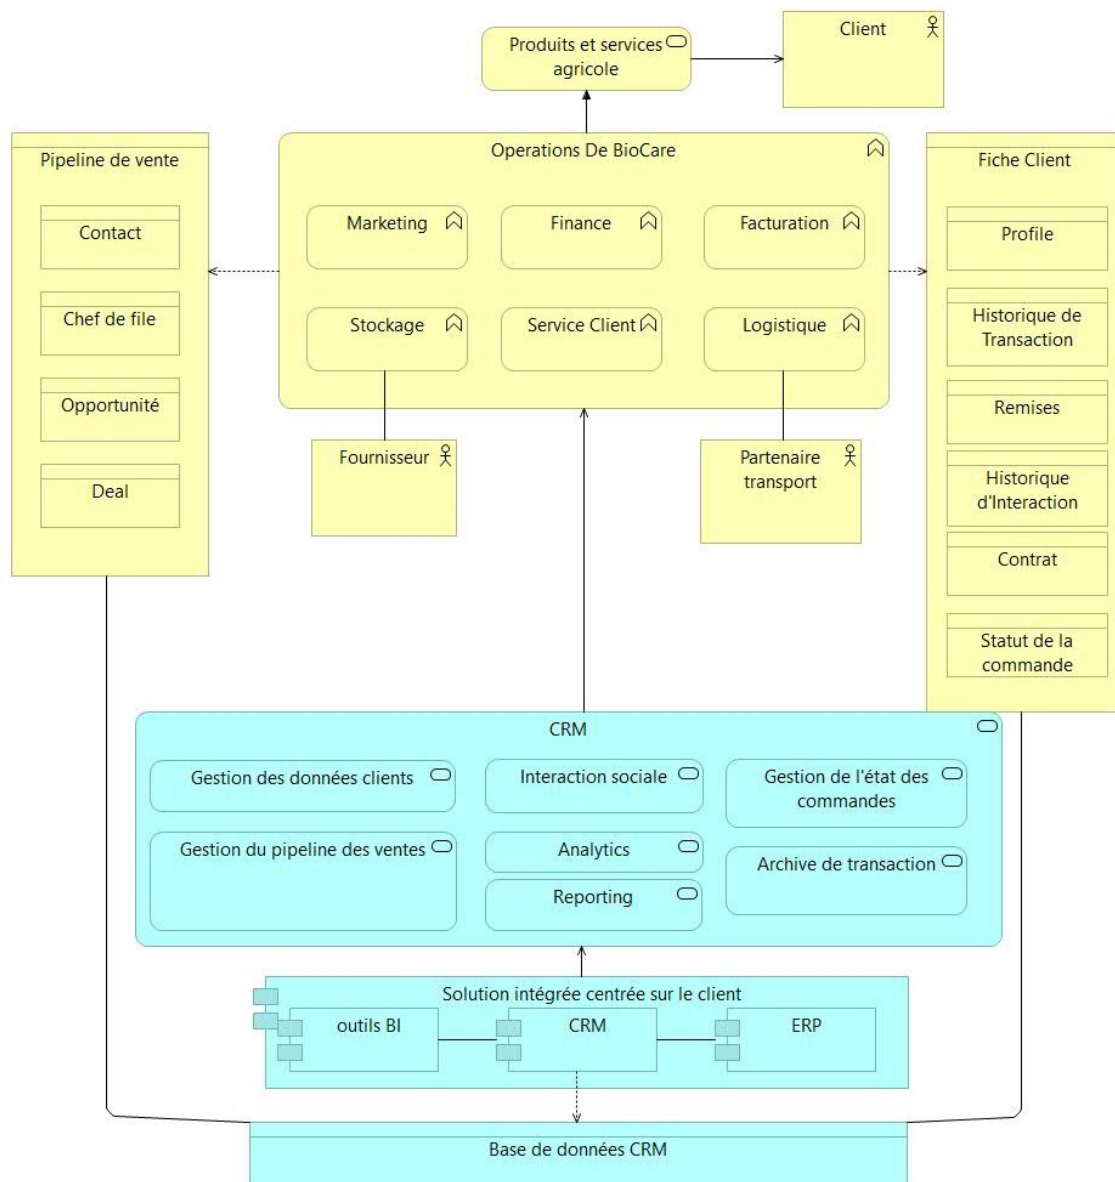 Produits et services
agricole
Client
Pipeline de vente
Contact
Chef de file
Opportunité
Deal
Operations De BioCare
Marketing
Finance
Facturation
Stockage
Service Client
Logistique
Fournisseur
Partenaire
transport
Fiche Client
Profile
Historique de
Transaction
Remises
Historique
d'Interaction
Contrat
Statut de la
commande
CRM
Gestion des données clients
Interaction sociale
Gestion de l'état des
commandes
Gestion du pipeline des ventes
Analytics
Reporting
Archive de transaction
Solution intégrée centrée sur le client
outils BI
CRM
ERP
Base de données CRM